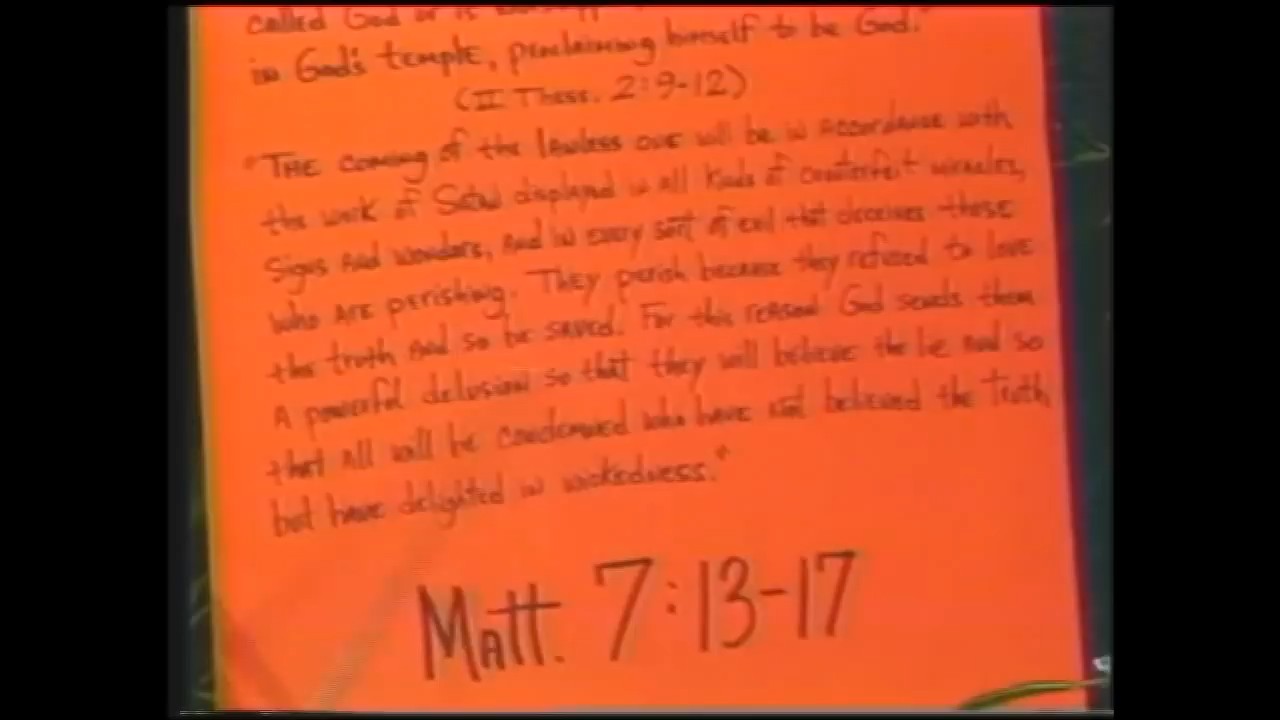 called God or is
in God's temple, proclaiming himself to be God."
(II Thess. 2:9-12)
"THE coming of the lawless one will be in accordance with
the work of Satan displayed in all kinds of counterfeit miracles,
signs and wonders, and in every sort of evil that deceives those
who are perishing. They perish because they refused to love
the truth and so be saved. For this reason God sends them
A powerful delusion so that they will believe the lie and so
that all will be condemned who have not believed the truth
but have delighted in wickedness."
Matt. 7:13-17